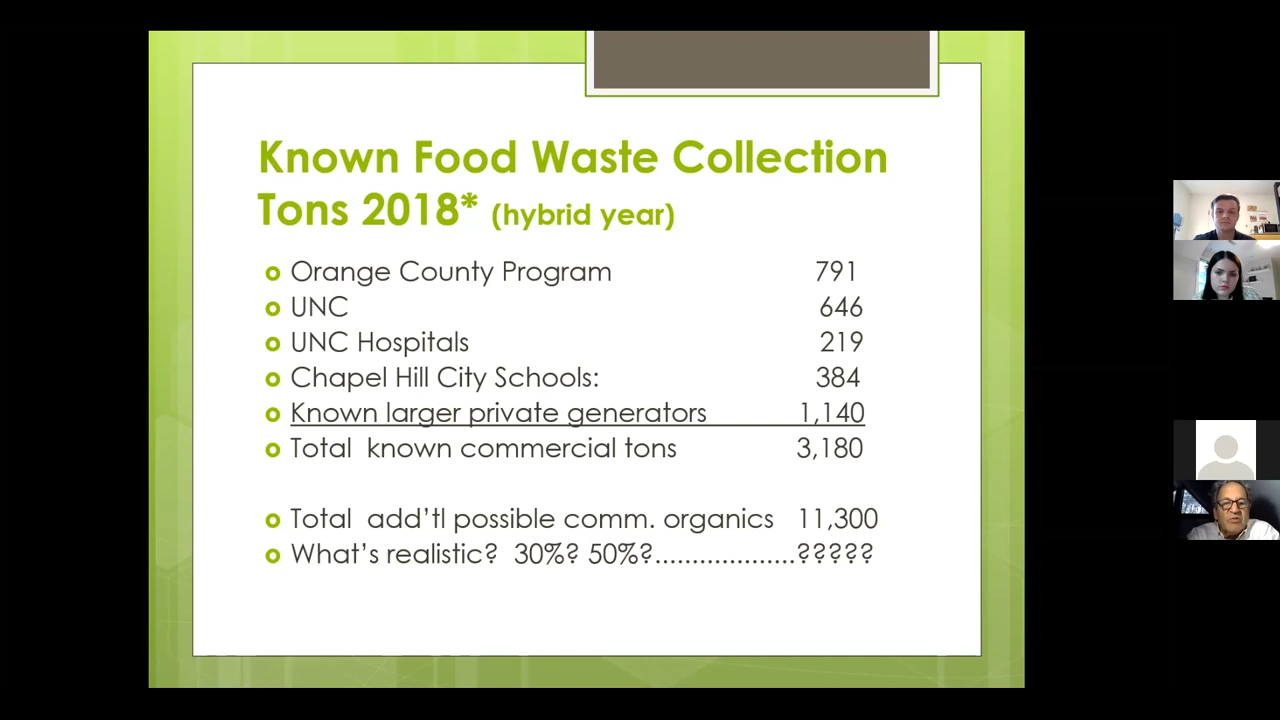 Known Food Waste Collection
Tons 2018* (hybrid year)
Orange County Program 791
UNC 646
UNC Hospitals 219
Chapel Hill City Schools: 384
Known larger private generators 1,140
Total known commercial tons 3,180
Total add'tl possible comm. organics 11,300
What's realistic? 30%? 50%?...................?????